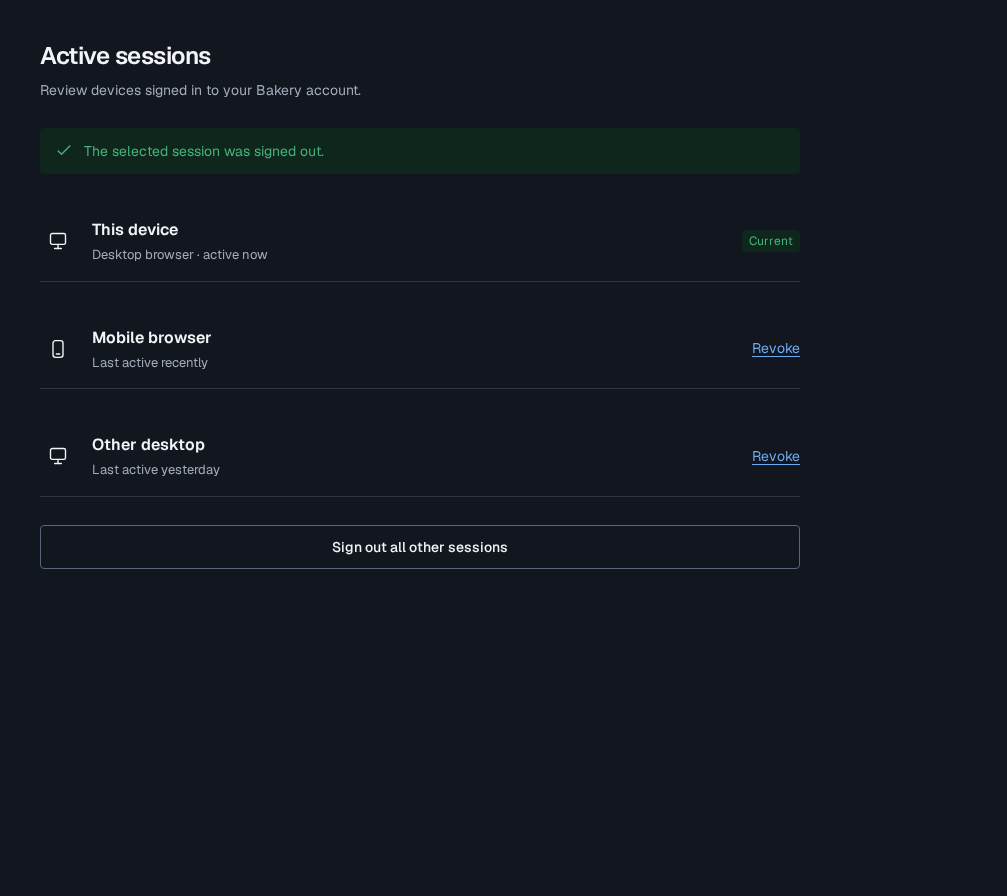 Active sessions
Review devices signed in to your Bakery account.
The selected session was signed out.
This device
Desktop browser · active now
Current
Mobile browser
Last active recently
Revoke
Other desktop
Last active yesterday
Revoke
Sign out all other sessions